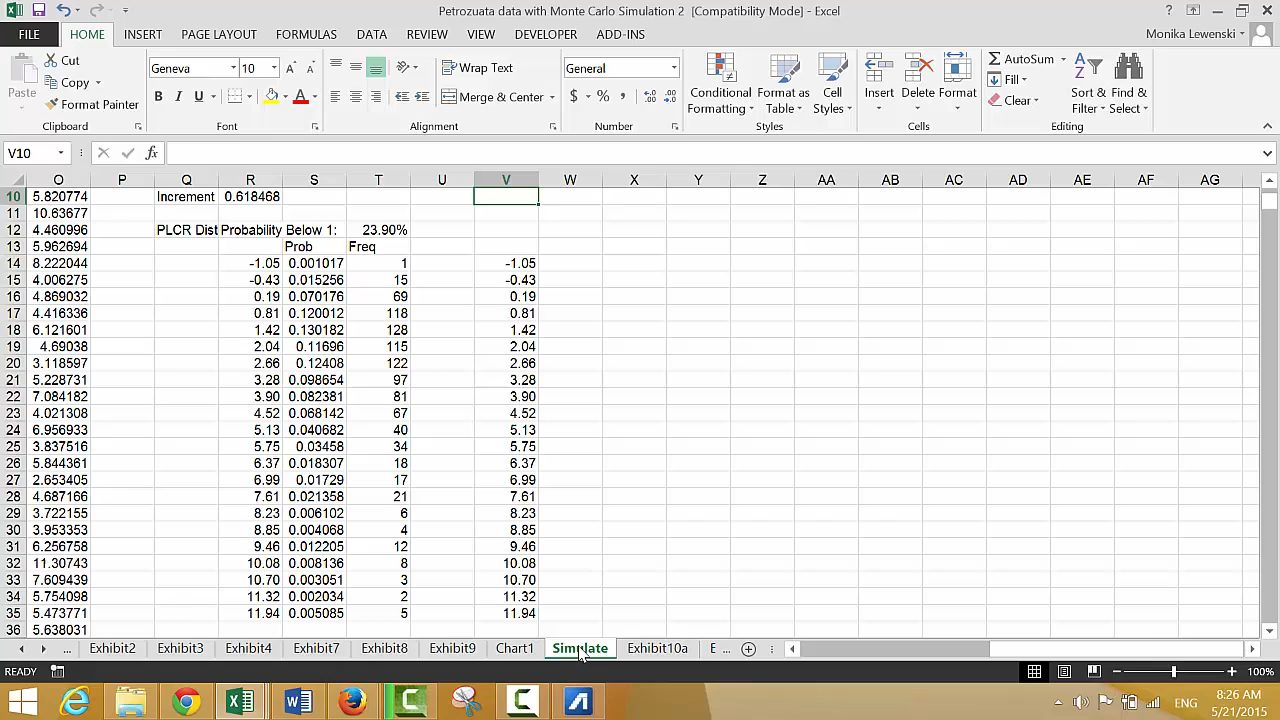 Petrozuata data with Monte Carlo Simulation 2 [Compatibility Mode] - Excel
FILE HOME INSERT PAGE LAYOUT FORMULAS DATA REVIEW VIEW DEVELOPER ADD-INS Monika Lewenski
Paste Cut Copy Format Painter Clipboard
Geneva 10 B I U A Font
Wrap Text Merge & Center Alignment
General $ % , Number
Conditional Formatting Format as Table Cell Styles Styles
Insert Delete Format Cells
AutoSum Fill Clear Sort & Filter Find & Select Editing
V10 fx
O P Q R S T U V W X Y Z AA AB AC AD AE AF AG
10 5.820774 Increment 0.618468
11 10.63677
12 4.460996 PLCR Dist Probability Below 1: 23.90%
13 5.962694 Prob Freq
14 8.222044 -1.05 0.001017 1 -1.05
15 4.006275 -0.43 0.015256 15 -0.43
16 4.869032 0.19 0.070176 69 0.19
17 4.416336 0.81 0.120012 118 0.81
18 6.121601 1.42 0.130182 128 1.42
19 4.69038 2.04 0.11696 115 2.04
20 3.118597 2.66 0.12408 122 2.66
21 5.228731 3.28 0.098654 97 3.28
22 7.084182 3.90 0.082381 81 3.90
23 4.021308 4.52 0.068142 67 4.52
24 6.956933 5.13 0.040682 40 5.13
25 3.837516 5.75 0.03458 34 5.75
26 5.844361 6.37 0.018307 18 6.37
27 2.653405 6.99 0.01729 17 6.99
28 4.687166 7.61 0.021358 21 7.61
29 3.722155 8.23 0.006102 6 8.23
30 3.953353 8.85 0.004068 4 8.85
31 6.256758 9.46 0.012205 12 9.46
32 11.30743 10.08 0.008136 8 10.08
33 7.609439 10.70 0.003051 3 10.70
34 5.754098 11.32 0.002034 2 11.32
35 5.473771 11.94 0.005085 5 11.94
36 5.638031
... Exhibit2 Exhibit3 Exhibit4 Exhibit7 Exhibit8 Exhibit9 Chart1 Simulate Exhibit10a E ...
READY 100%
ENG 8:26 AM
5/21/2015